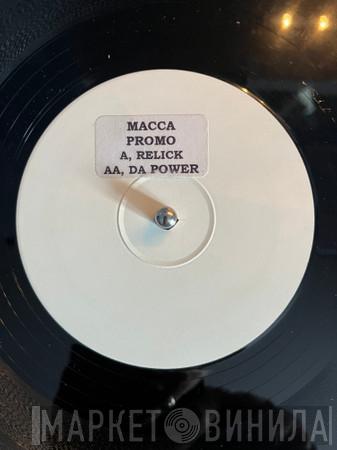 MACCA
PROMO
A, RELICK
AA, DA POWER
МАРКЕТ ВИНИЛА